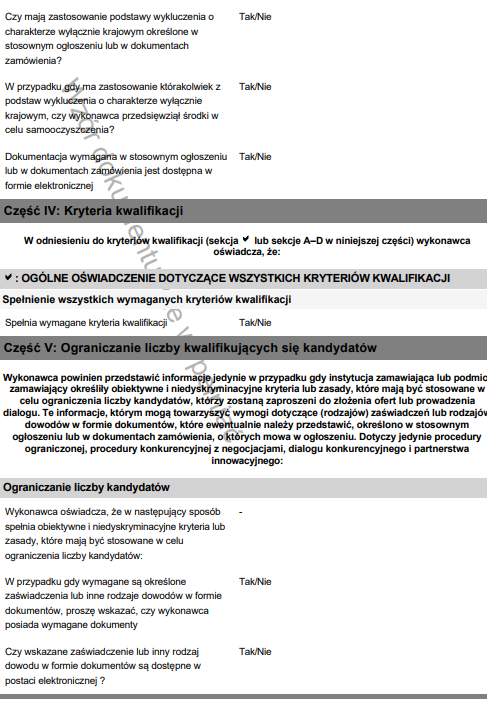 Czy mają zastosowanie podstawy wykluczenia o Tak/Nie
charakterze wyłącznie krajowym określone w
stosownym ogłoszeniu lub w dokumentach
zamówienia?
W przypadku gdy ma zastosowanie którakolwiek z Tak/Nie
podstaw wykluczenia o charakterze wyłącznie
krajowym, czy wykonawca przedsięwziął środki w
celu samooczyszczenia?
Dokumentacja wymagana w stosownym ogłoszeniu Tak/Nie
lub w dokumentach zamówienia jest dostępna w
formie elektronicznej
Część IV: Kryteria kwalifikacji
W odniesieniu do kryteriów kwalifikacji (sekcja lub sekcje A–D w niniejszej części) wykonawca
oświadcza, że:
: OGÓLNE OŚWIADCZENIE DOTYCZĄCE WSZYSTKICH KRYTERIÓW KWALIFIKACJI
Spełnienie wszystkich wymaganych kryteriów kwalifikacji
Spełnia wymagane kryteria kwalifikacji Tak/Nie
Część V: Ograniczanie liczby kwalifikujących się kandydatów
Wykonawca powinien przedstawić informacje jedynie w przypadku gdy instytucja zamawiająca lub podmio
zamawiający określiły obiektywne i niedyskryminacyjne kryteria lub zasady, które mają być stosowane w
celu ograniczenia liczby kandydatów, którzy zostaną zaproszeni do złożenia ofert lub prowadzenia
dialogu. Te informacje, którym mogą towarzyszyć wymogi dotyczące (rodzajów) zaświadczeń lub rodzajów
dowodów w formie dokumentów, które ewentualnie należy przedstawić, określono w stosownym
ogłoszeniu lub w dokumentach zamówienia, o których mowa w ogłoszeniu. Dotyczy jedynie procedury
ograniczonej, procedury konkurencyjnej z negocjacjami, dialogu konkurencyjnego i partnerstwa
innowacyjnego:
Ograniczanie liczby kandydatów
Wykonawca oświadcza, że w następujący sposób -
spełnia obiektywne i niedyskryminacyjne kryteria lub
zasady, które mają być stosowane w celu
ograniczenia liczby kandydatów:
W przypadku gdy wymagane są określone Tak/Nie
zaświadczenia lub inne rodzaje dowodów w formie
dokumentów, proszę wskazać, czy wykonawca
posiada wymagane dokumenty
Czy wskazane zaświadczenie lub inny rodzaj Tak/Nie
dowodu w formie dokumentów są dostępne w
postaci elektronicznej ?